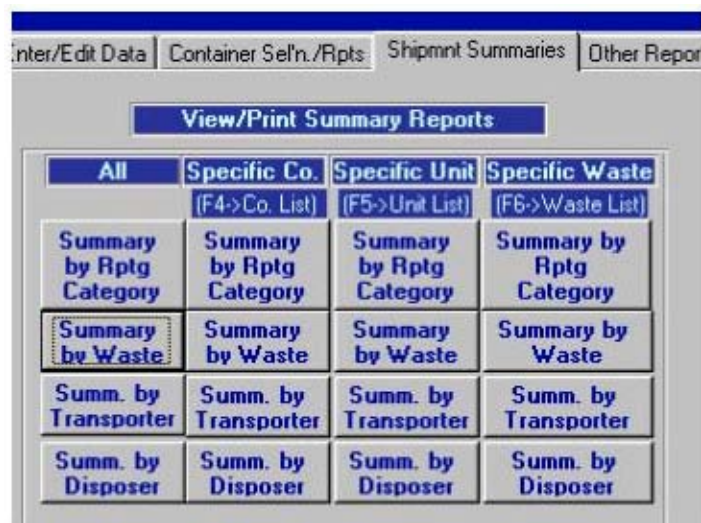 Enter/Edit Data Container Sel'n./Rpts Shipmnt Summaries Other Repor
View/Print Summary Reports
All Specific Co. Specific Unit Specific Waste
(F4->Co. List) (F5->Unit List) (F6->Waste List)
Summary Summary Summary Summary by
by Rptg by Rptg by Rptg Rptg
Category Category Category Category
Summary Summary Summary Summary by
by Waste by Waste by Waste Waste
Summ. by Summ. by Summ. by Summ. by
Transporter Transporter Transporter Transporter
Summ. by Summ. by Summ. by Summ. by
Disposer Disposer Disposer Disposer